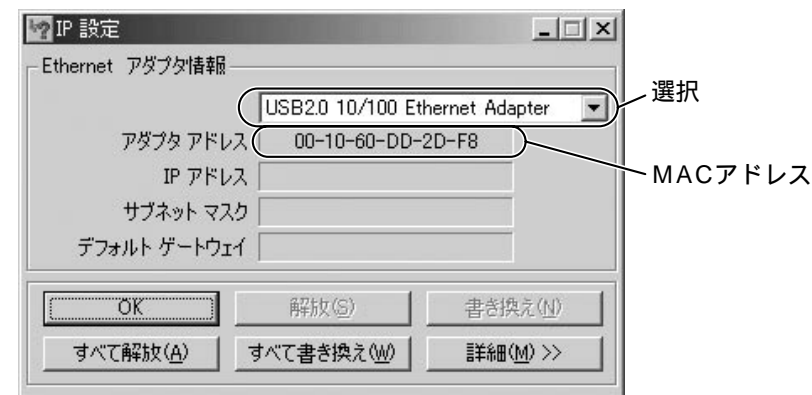 IP 設定
Ethernet アダプタ情報
USB2.0 10/100 Ethernet Adapter
選択
アダプタ アドレス 00-10-60-DD-2D-F8
MACアドレス
IP アドレス
サブネット マスク
デフォルト ゲートウェイ
OK 解放(S) 書き換え(N)
すべて解放(A) すべて書き換え(W) 詳細(M) >>